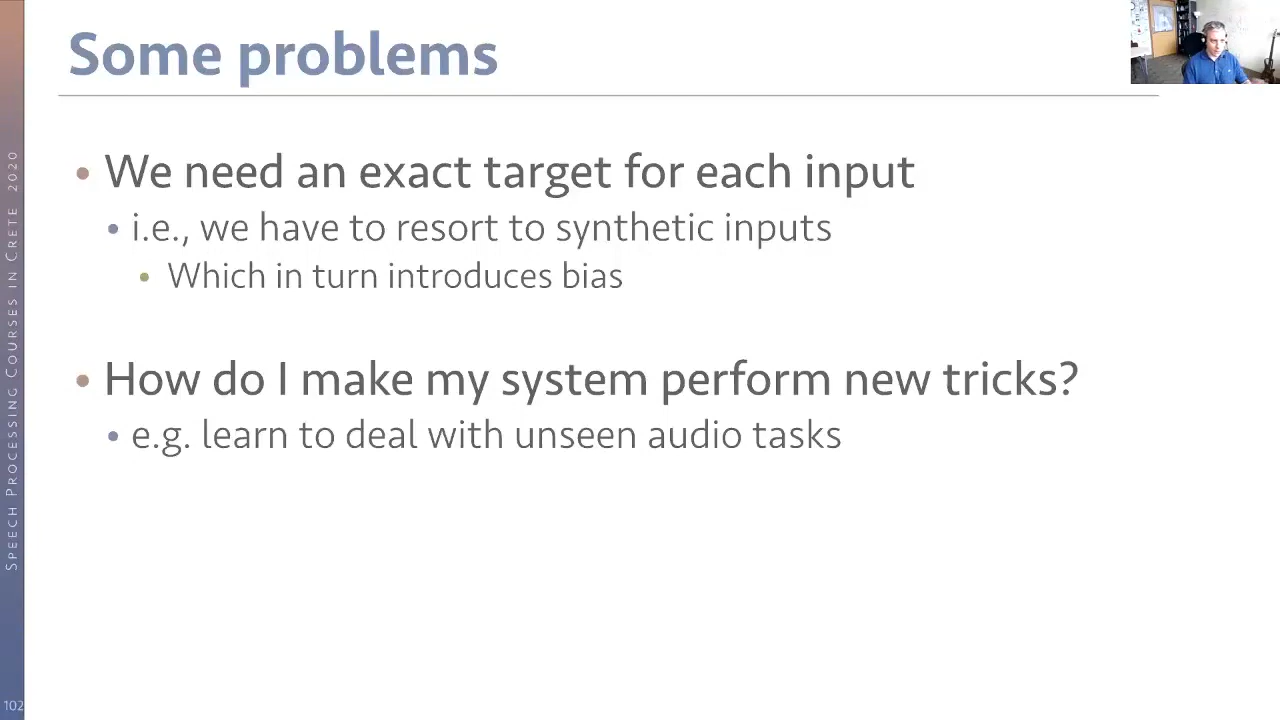 Some problems
• We need an exact target for each input
• i.e., we have to resort to synthetic inputs
• Which in turn introduces bias
• How do I make my system perform new tricks?
• e.g. learn to deal with unseen audio tasks
Speech Processing Courses in Crete 2020
102